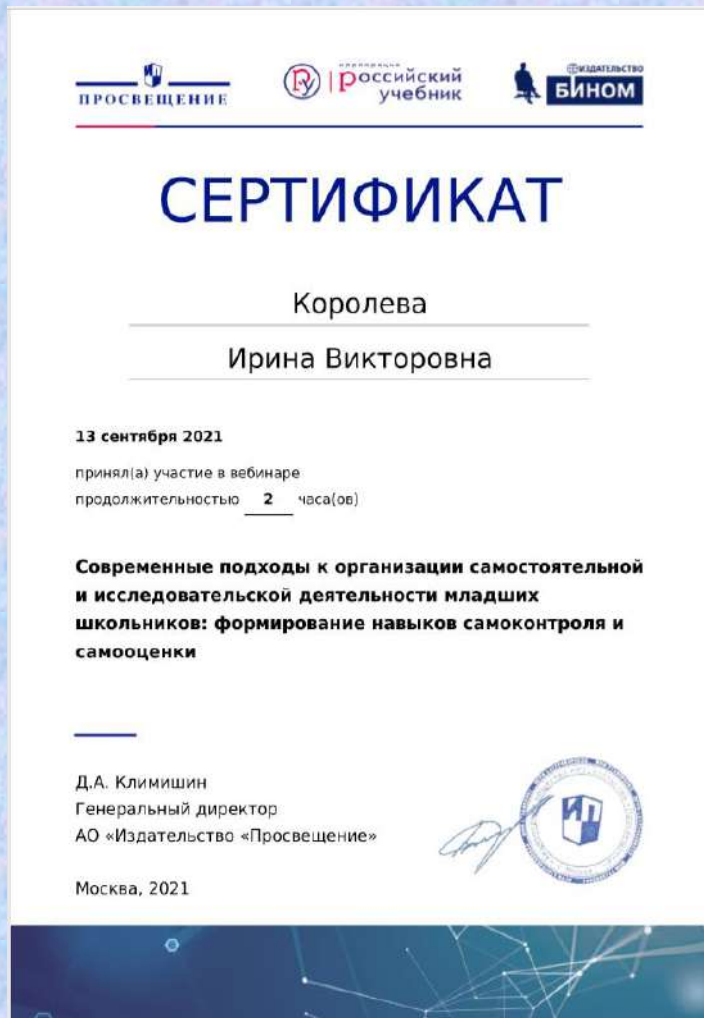 ПРОСВЕЩЕНИЕ
корпорация
российский
учебник
ИЗДАТЕЛЬСТВО
БИНОМ
СЕРТИФИКАТ
Королева
Ирина Викторовна
13 сентября 2021
принял(а) участие в вебинаре
продолжительностью 2 часа(ов)
Современные подходы к организации самостоятельной
и исследовательской деятельности младших
школьников: формирование навыков самоконтроля и
самооценки
Д.А. Климишин
Генеральный директор
АО «Издательство «Просвещение»
Москва, 2021